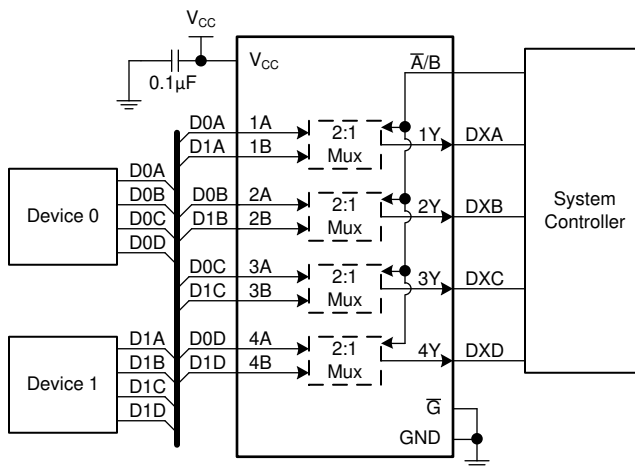 VCC
0.1µF
VCC
A/B
D0A 1A
D1A 1B
2:1
Mux
1Y DXA
D0B 2A
D1B 2B
2:1
Mux
2Y DXB
D0C 3A
D1C 3B
2:1
Mux
3Y DXC
D0D 4A
D1D 4B
2:1
Mux
4Y DXD
Device 0
D0A
D0B
D0C
D0D
Device 1
D1A
D1B
D1C
D1D
System
Controller
G
GND